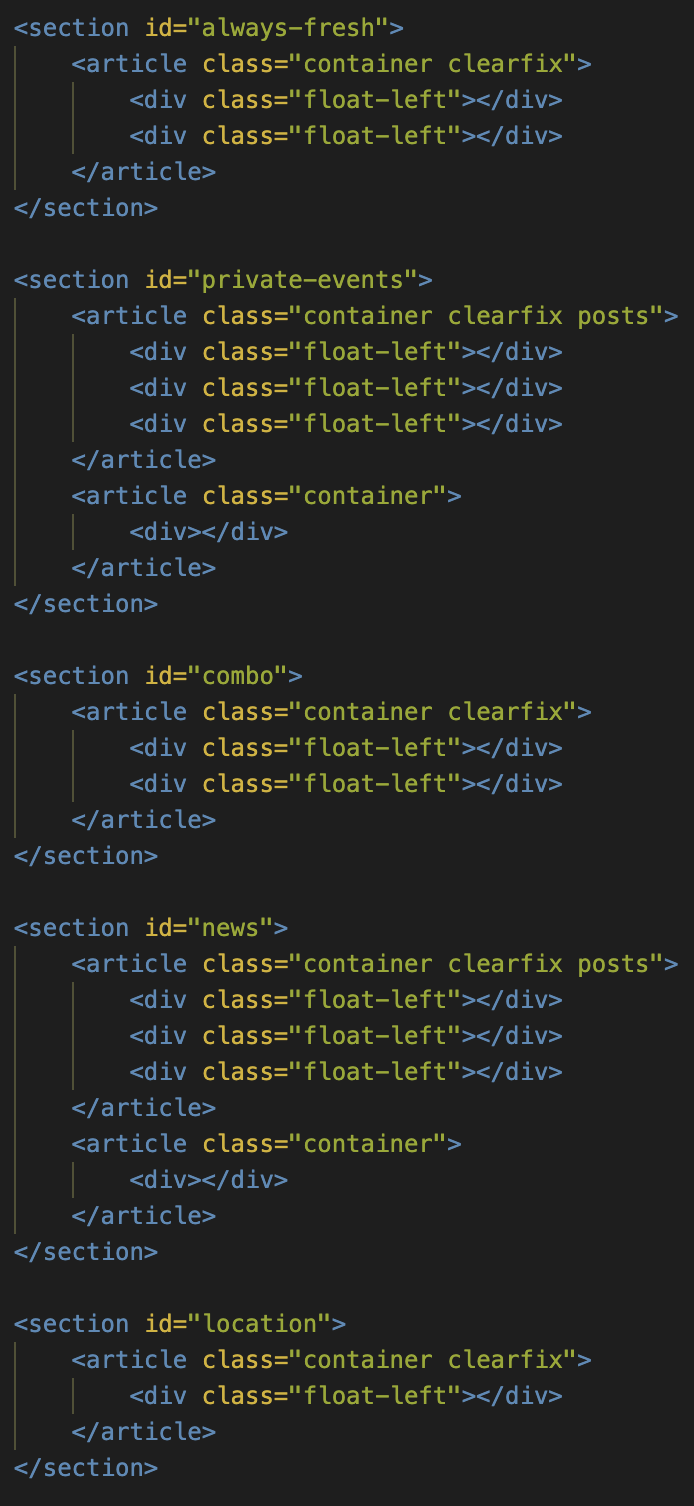 <section id="always-fresh">
    <article class="container clearfix">
        <div class="float-left"></div>
        <div class="float-left"></div>
    </article>
</section>

<section id="private-events">
    <article class="container clearfix posts">
        <div class="float-left"></div>
        <div class="float-left"></div>
        <div class="float-left"></div>
    </article>
    <article class="container">
        <div></div>
    </article>
</section>

<section id="combo">
    <article class="container clearfix">
        <div class="float-left"></div>
        <div class="float-left"></div>
    </article>
</section>

<section id="news">
    <article class="container clearfix posts">
        <div class="float-left"></div>
        <div class="float-left"></div>
        <div class="float-left"></div>
    </article>
    <article class="container">
        <div></div>
    </article>
</section>

<section id="location">
    <article class="container clearfix">
        <div class="float-left"></div>
    </article>
</section>